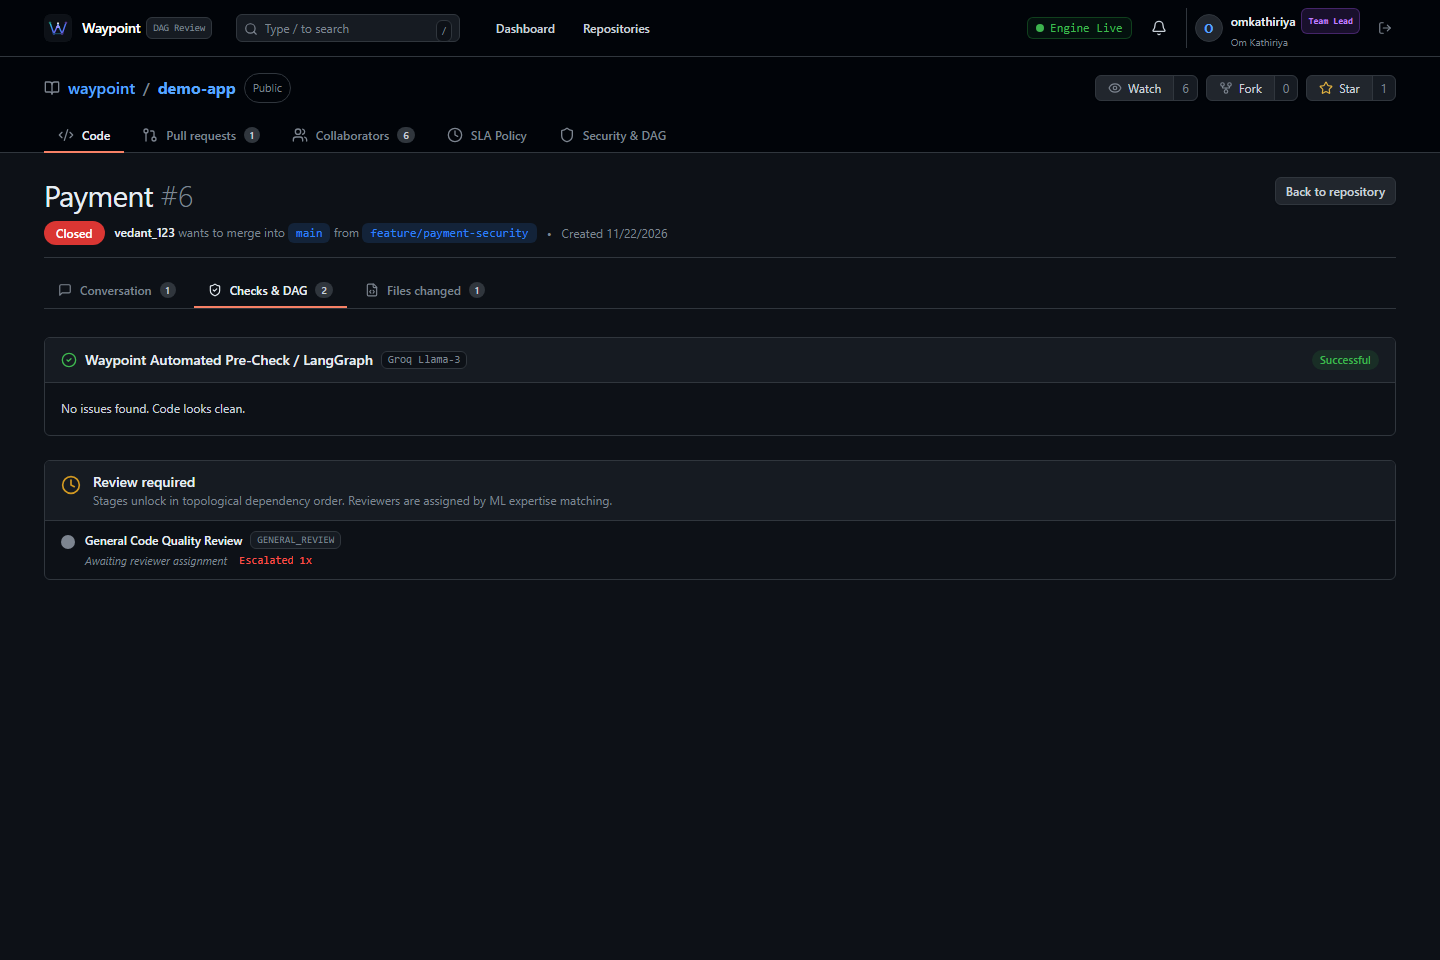 Waypoint DAG Review Type / to search / Dashboard Repositories Engine Live O omkathiriya Team Lead
Om Kathiriya
waypoint / demo-app Public Watch 6 Fork 0 Star 1
Code Pull requests 1 Collaborators 6 SLA Policy Security & DAG
Payment #6 Back to repository
Closed vedant_123 wants to merge into main from feature/payment-security • Created 11/22/2026
Conversation 1 Checks & DAG 2 Files changed 1
Waypoint Automated Pre-Check / LangGraph Groq Llama-3 Successful
No issues found. Code looks clean.
Review required
Stages unlock in topological dependency order. Reviewers are assigned by ML expertise matching.
General Code Quality Review GENERAL_REVIEW
Awaiting reviewer assignment Escalated 1x